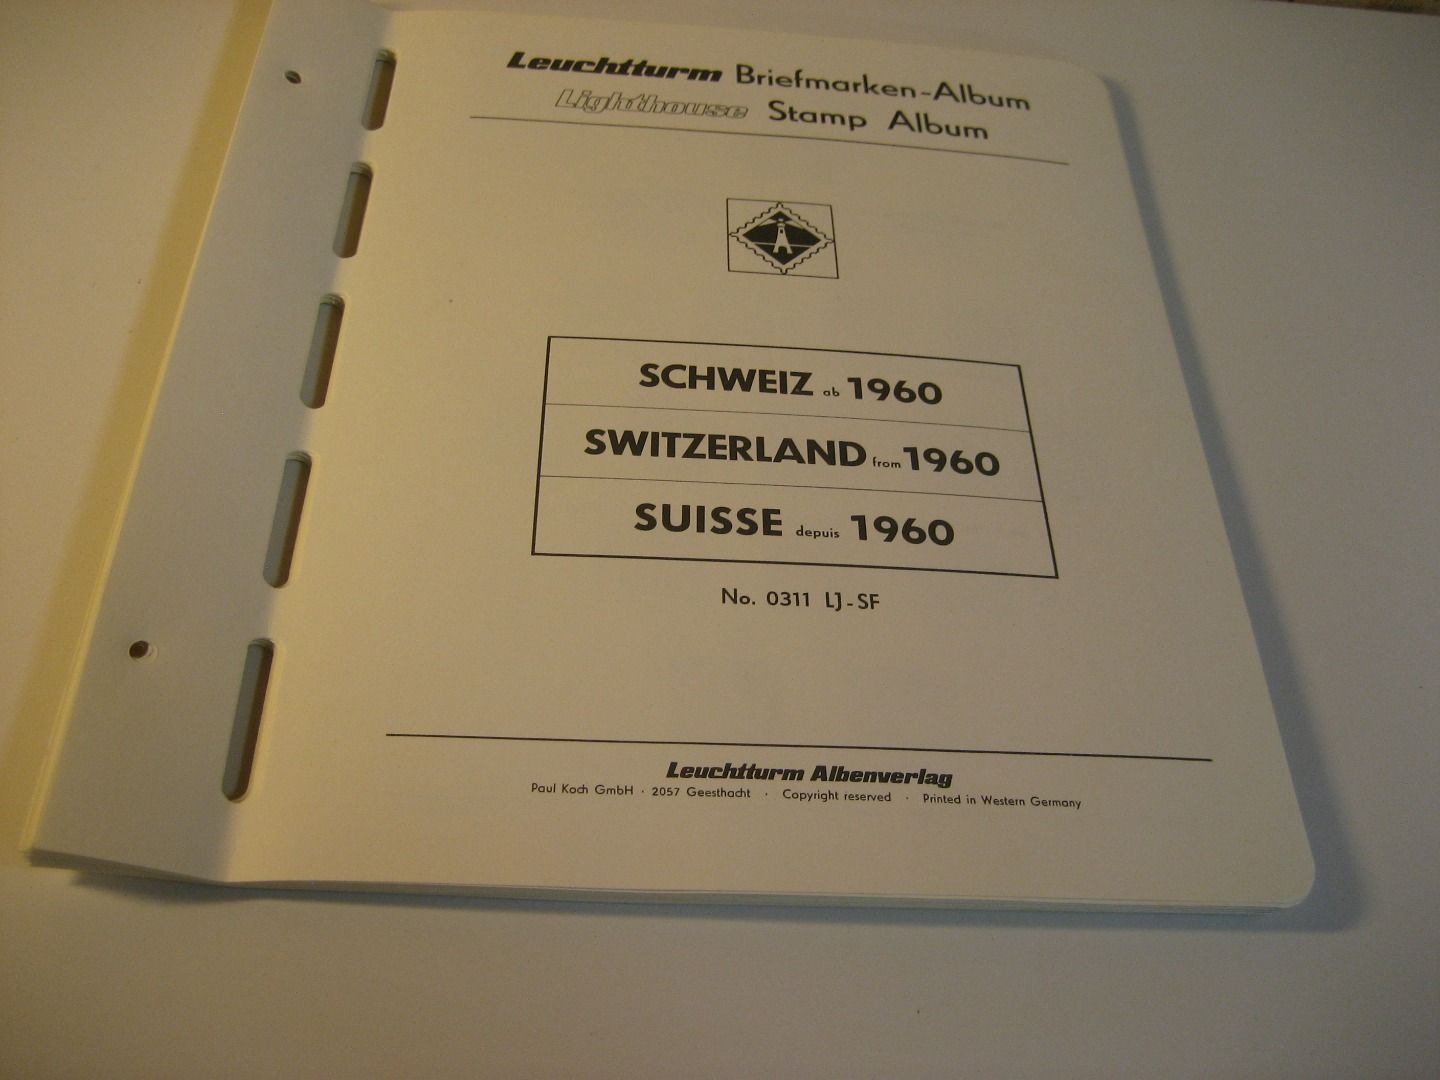 Leuchtturm Briefmarken-Album
Lighthouse Stamp Album
SCHWEIZ ab 1960
SWITZERLAND from 1960
SUISSE depuis 1960
No. 0311 LJ-SF
Leuchtturm Albenverlag
Paul Koch GmbH · 2057 Geesthacht · Copyright reserved · Printed in Western Germany